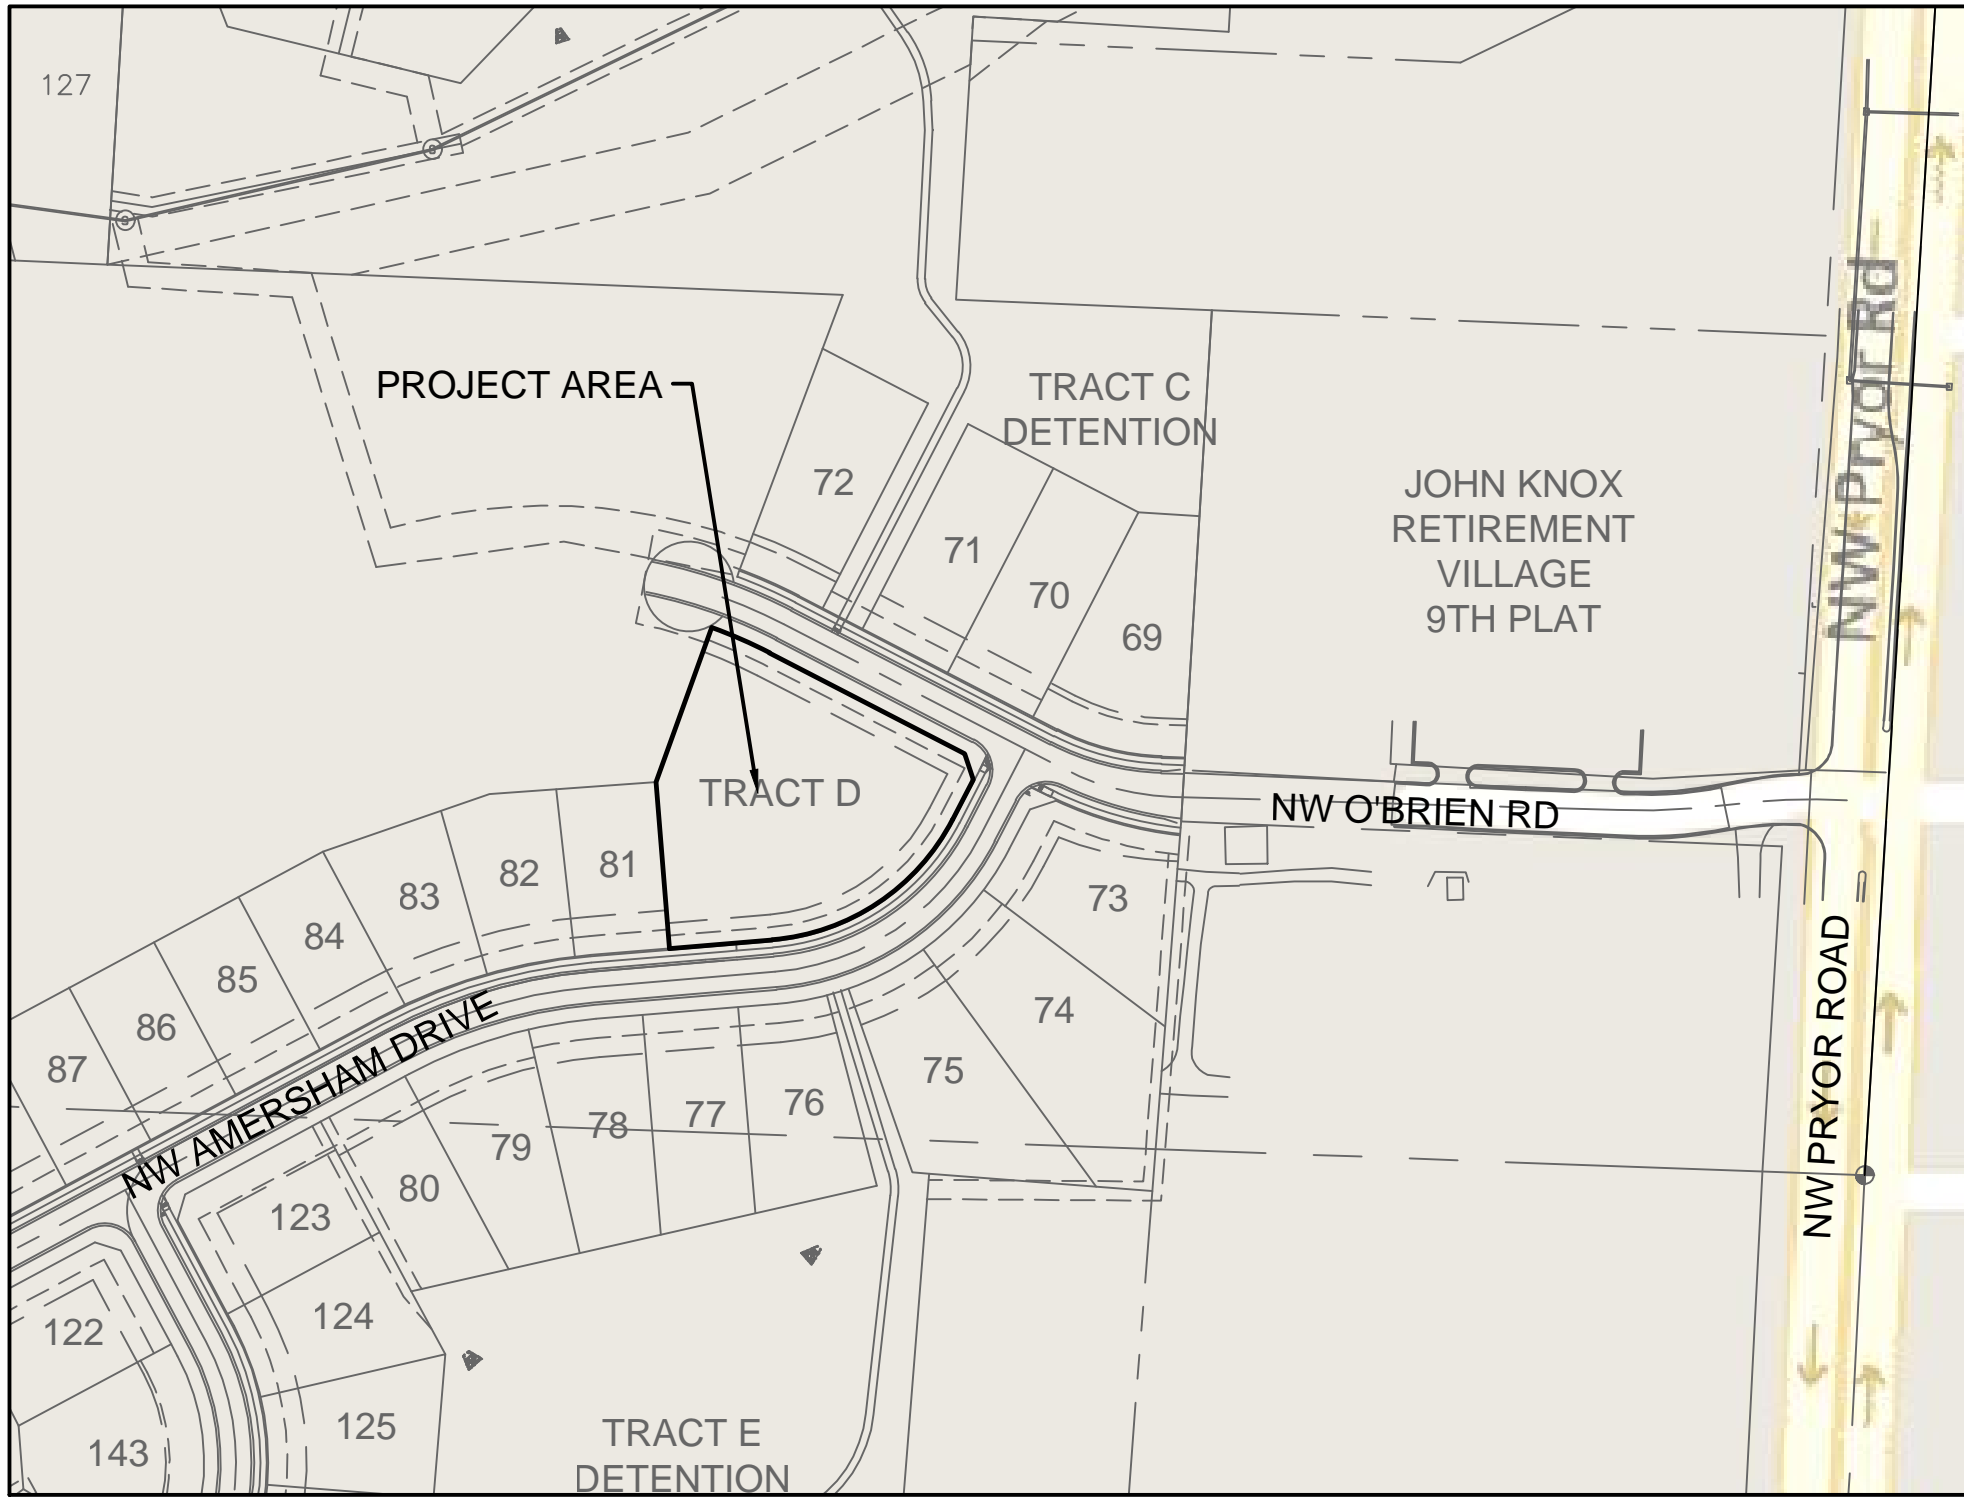 127
PROJECT AREA
TRACT C
DETENTION
72
71
70
69
JOHN KNOX
RETIREMENT
VILLAGE
9TH PLAT
NW Pryor Rd
TRACT D
NW O'BRIEN RD
81
82
83
84
85
86
87
73
74
75
76
77
78
79
80
NW AMERSHAM DRIVE
NW PRYOR ROAD
123
124
125
122
143
TRACT E
DETENTION